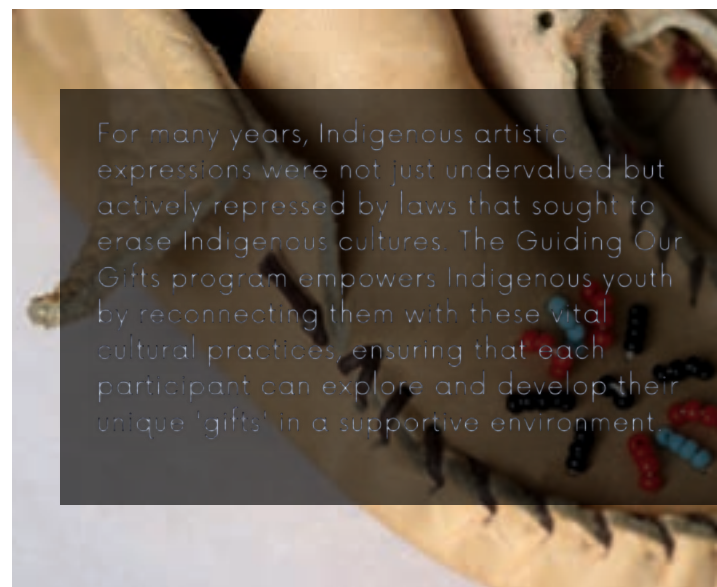 For many years, Indigenous artistic
expressions were not just undervalued but
actively repressed by laws that sought to
erase Indigenous cultures. The Guiding Our
Gifts program empowers Indigenous youth
by reconnecting them with these vital
cultural practices, ensuring that each
participant can explore and develop their
unique 'gifts' in a supportive environment.